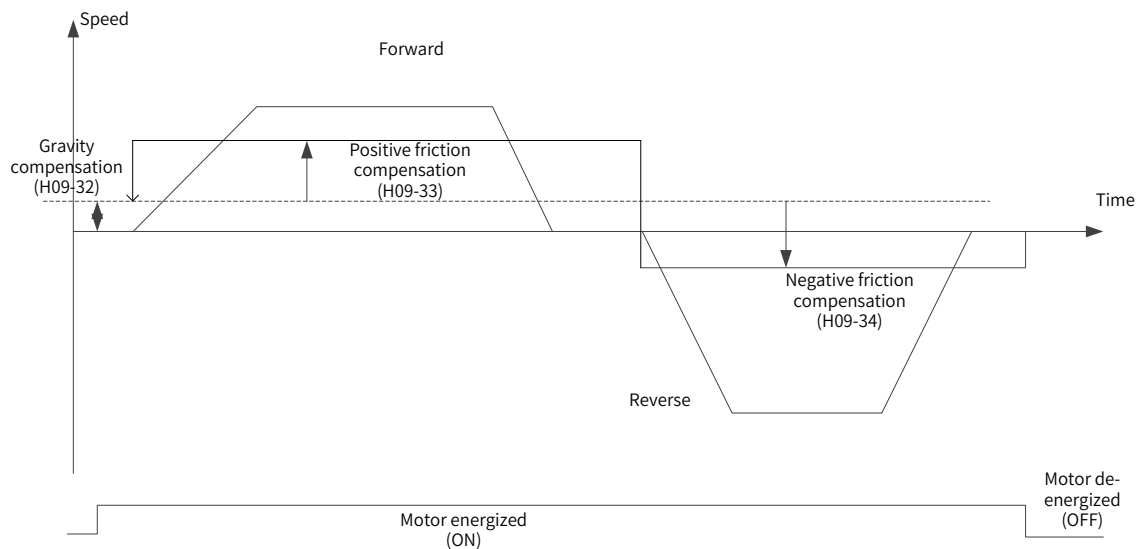 Speed
Forward
Gravity
compensation
(H09-32)
Positive friction
compensation
(H09-33)
Time
Negative friction
compensation
(H09-34)
Reverse
Motor de-
energized
(OFF)
Motor energized
(ON)